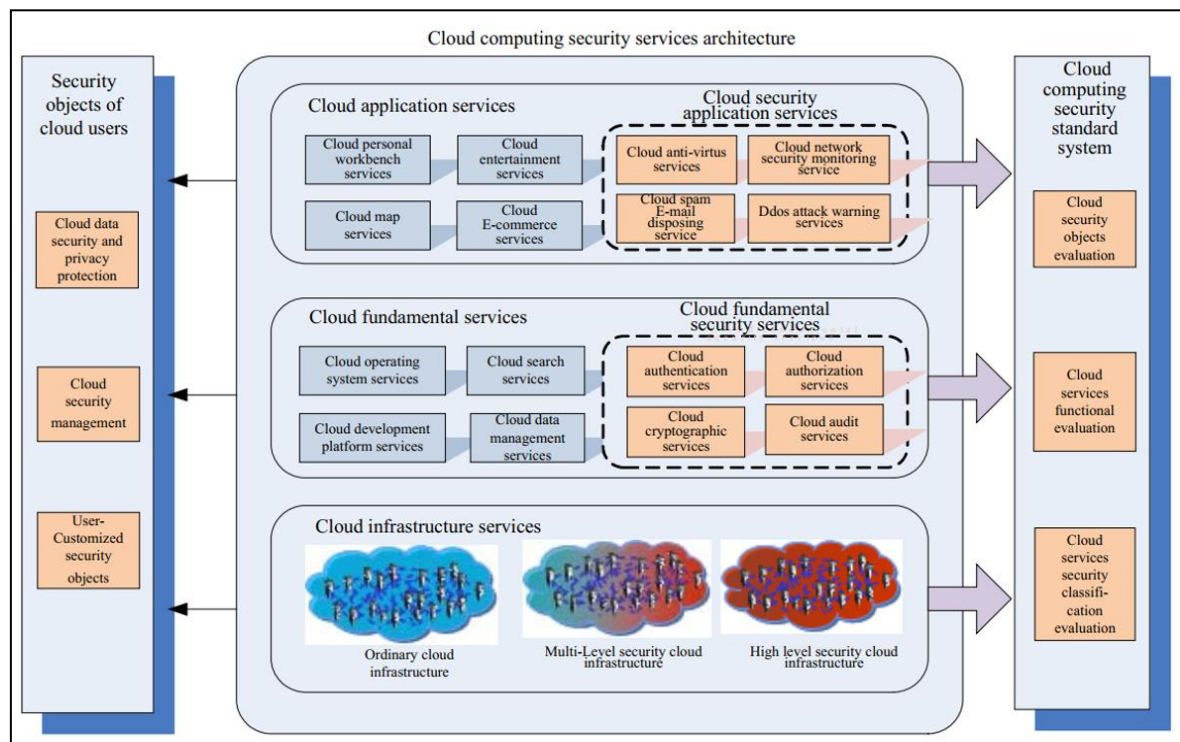 Cloud computing security services architecture
Security
objects of
cloud users
Cloud data
security and
privacy
protection
Cloud
security
management
User-
Customized
security
objects
Cloud application services
Cloud personal
workbench
services
Cloud
entertainment
services
Cloud map
services
Cloud
E-commerce
services
Cloud security
application services
Cloud anti-virtus
services
Cloud network
security monitoring
service
Cloud spam
E-mail
disposing
service
Ddos attack warning
services
Cloud fundamental services
Cloud operating
system services
Cloud search
services
Cloud development
platform services
Cloud data
management
services
Cloud fundamental
security services
Cloud
authentication
services
Cloud
authorization
services
Cloud
cryptographic
services
Cloud audit
services
Cloud infrastructure services
Ordinary cloud
infrastructure
Multi-Level security cloud
infrastructure
High level security cloud
infrastructure
Cloud
computing
security
standard
system
Cloud
security
objects
evaluation
Cloud
services
functional
evaluation
Cloud
services
security
classifi-
cation
evaluation